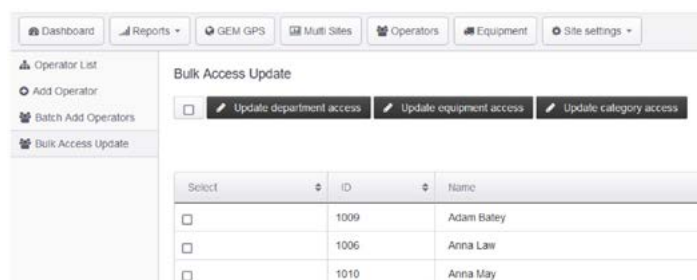 Dashboard Reports GEM GPS Multi Sites Operators Equipment Site settings
Operator List
Add Operator
Batch Add Operators
Bulk Access Update
Bulk Access Update
Update department access Update equipment access Update category access
Select ID Name
1009 Adam Batey
1006 Anna Law
1010 Anna May